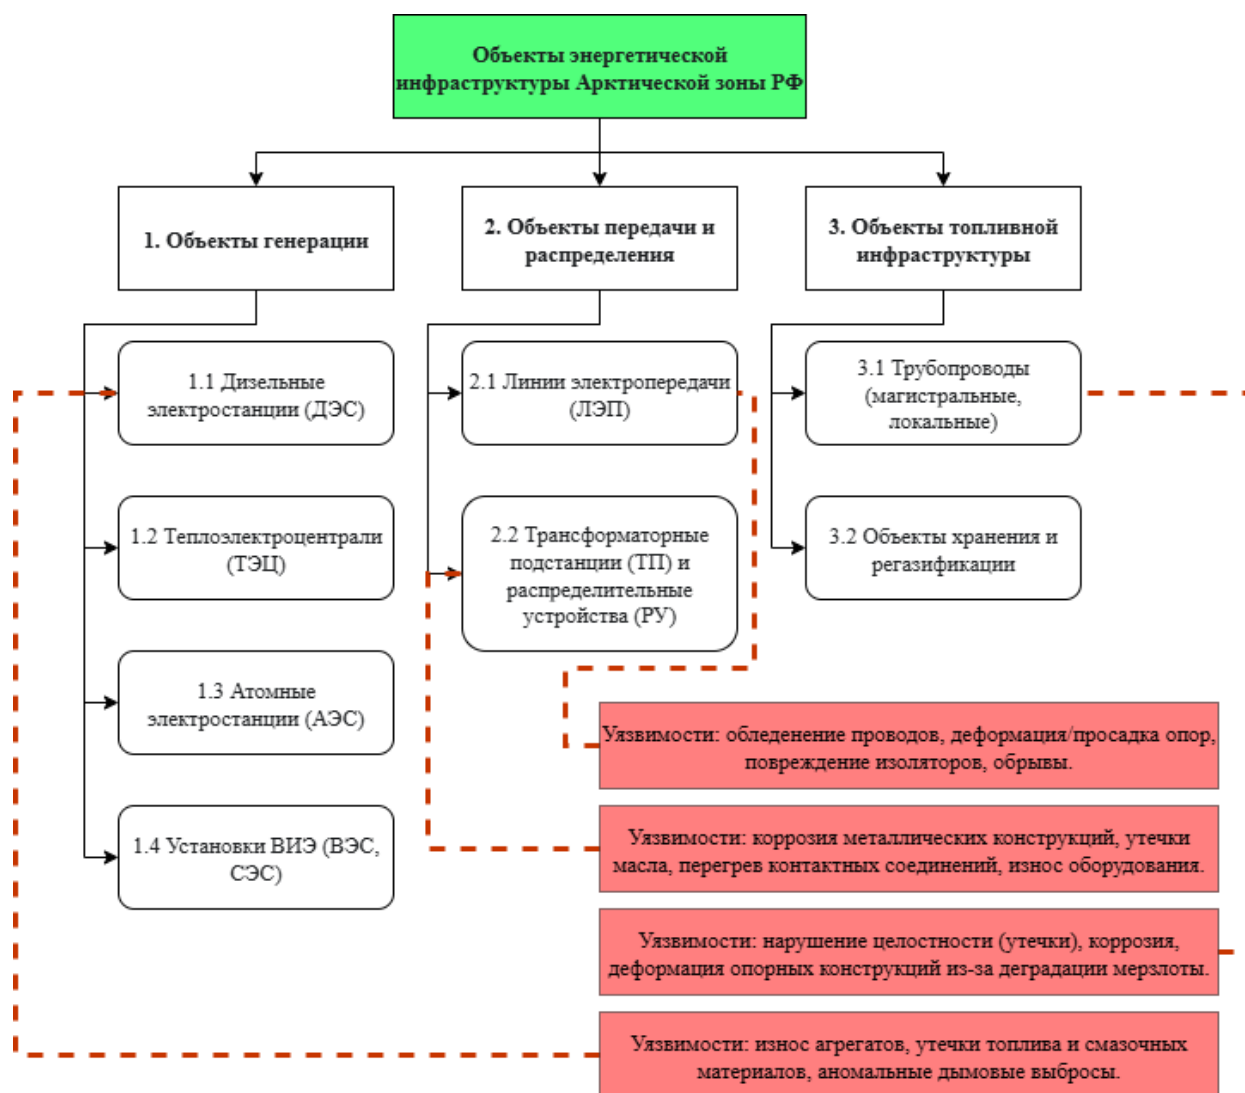 Объекты энергетической
инфраструктуры Арктической зоны РФ
1. Объекты генерации
2. Объекты передачи и
распределения
3. Объекты топливной
инфраструктуры
1.1 Дизельные
электростанции (ДЭС)
2.1 Линии электропередачи
(ЛЭП)
3.1 Трубопроводы
(магистральные,
локальные)
1.2 Теплоэлектроцентрали
(ТЭЦ)
2.2 Трансформаторные
подстанции (ТП) и
распределительные
устройства (РУ)
3.2 Объекты хранения и
регазификации
1.3 Атомные
электростанции (АЭС)
1.4 Установки ВИЭ (ВЭС,
СЭС)
Уязвимости: обледенение проводов, деформация/просадка опор,
повреждение изоляторов, обрывы.
Уязвимости: коррозия металлических конструкций, утечки
масла, перегрев контактных соединений, износ оборудования.
Уязвимости: нарушение целостности (утечки), коррозия,
деформация опорных конструкций из-за деградации мерзлоты.
Уязвимости: износ агрегатов, утечки топлива и смазочных
материалов, аномальные дымовые выбросы.